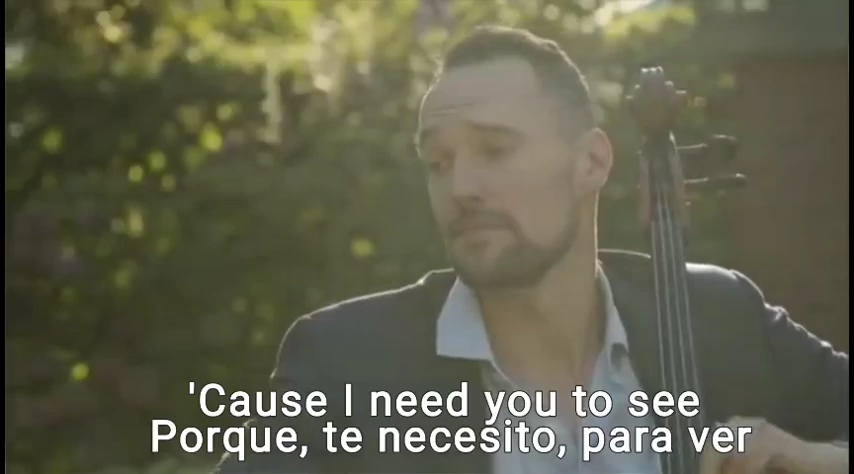 'Cause I need you to see
Porque, te necesito, para ver